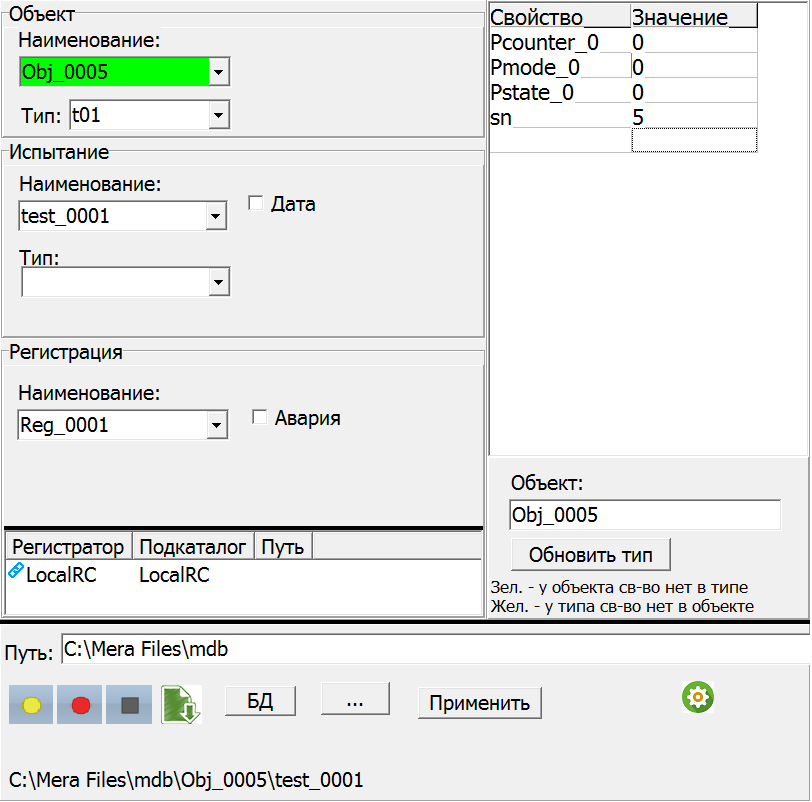 Объект
Наименование:
Obj_0005
Тип: t01
Испытание
Наименование:
test_0001
Дата
Тип:
Регистрация
Наименование:
Reg_0001
Авария
Регистратор Подкаталог Путь
LocalRC LocalRC
Свойство Значение
Pcounter_0 0
Pmode_0 0
Pstate_0 0
sn 5
Объект:
Obj_0005
Обновить тип
Зел. - у объекта св-во нет в типе
Жел. - у типа св-во нет в объекте
Путь: C:\Mera Files\mdb
БД ... Применить
C:\Mera Files\mdb\Obj_0005\test_0001